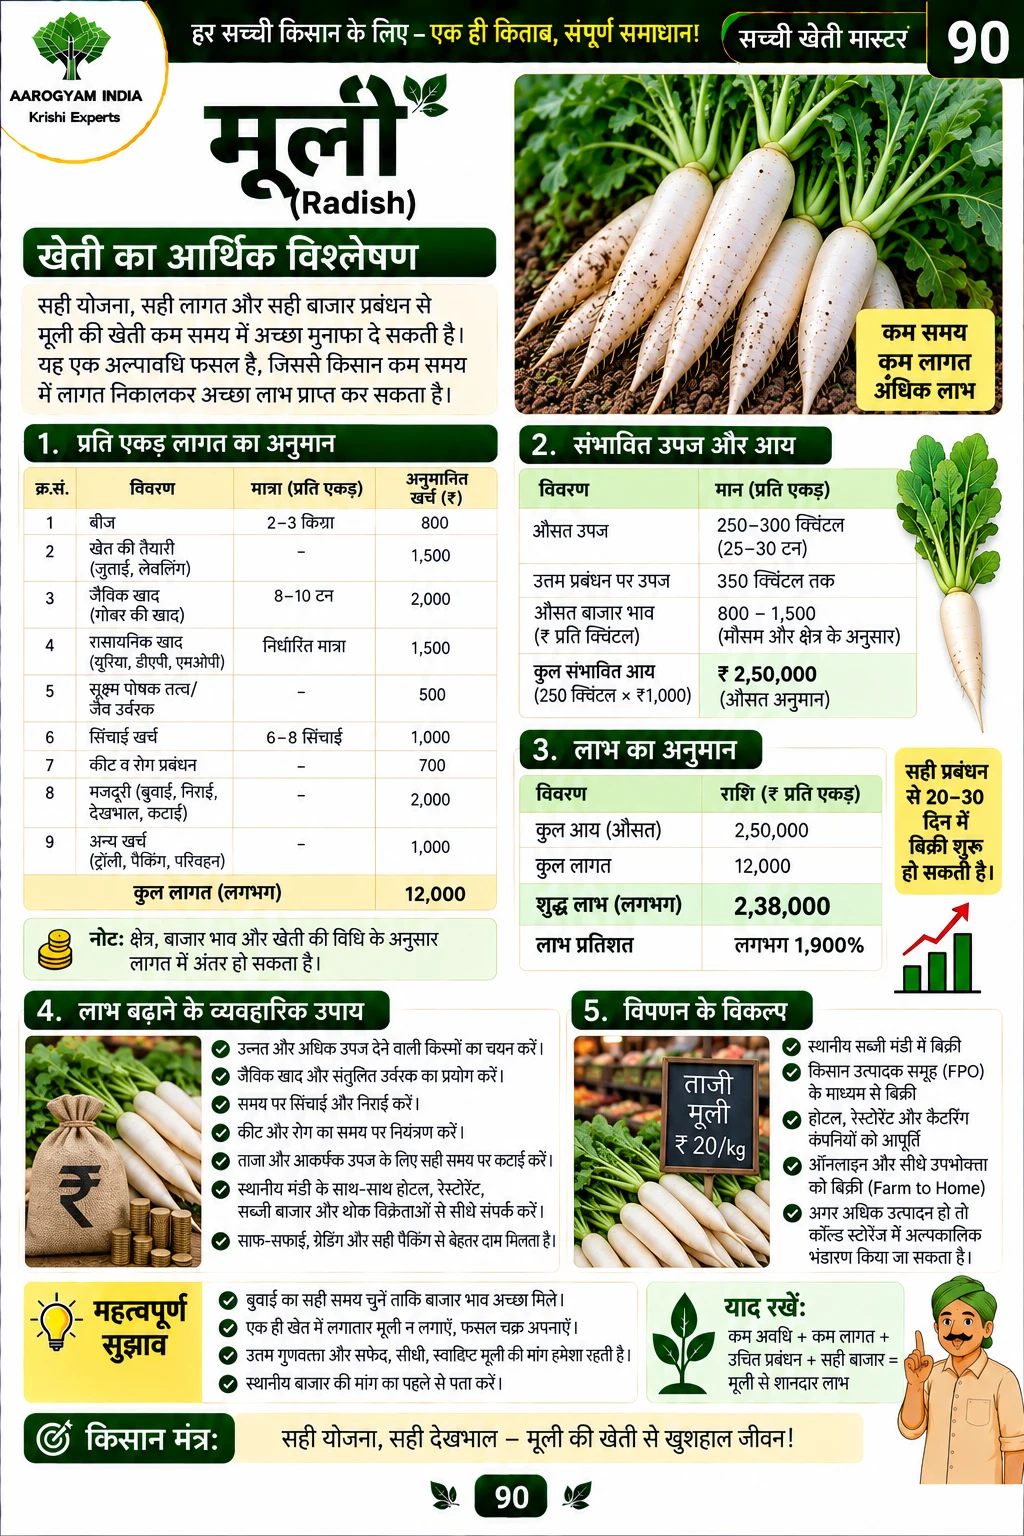 AAROGYAM INDIA
Krishi Experts
हर सच्ची किसान के लिए – एक ही किताब, संपूर्ण समाधान!
सच्ची खेती मास्टर
90
मूली
(Radish)
खेती का आर्थिक विश्लेषण
सही योजना, सही लागत और सही बाजार प्रबंधन से
मूली की खेती कम समय में अच्छा मुनाफा दे सकती है।
यह एक अल्पावधि फसल है, जिससे किसान कम समय
में लागत निकालकर अच्छा लाभ प्राप्त कर सकता है।
कम समय
कम लागत
अंधिक लाभ
1. प्रति एकड़ लागत का अनुमान
क्र.सं. विवरण मात्रा (प्रति एकड़) अनुमानित खर्च (₹)
1 बीज 2–3 किग्रा 800
2 खेत की तैयारी (जुताई, लेवलिंग) – 1,500
3 जैविक खाद (गोबर की खाद) 8–10 टन 2,000
4 रासायनिक खाद (यूरिया, डीएपी, एमओपी) निर्धारित मात्रा 1,500
5 सूक्ष्म पोषक तत्व/ जैव उर्वरक – 500
6 सिंचाई खर्च 6–8 सिंचाई 1,000
7 कीट व रोग प्रबंधन – 700
8 मजदूरी (बुवाई, निराई, देखभाल, कटाई) – 2,000
9 अन्य खर्च (ट्रॉली, पैकिंग, परिवहन) – 1,000
कुल लागत (लगभग) 12,000
नोट: क्षेत्र, बाजार भाव और खेती की विधि के अनुसार
लागत में अंतर हो सकता है।
2. संभावित उपज और आय
विवरण मान (प्रति एकड़)
औसत उपज 250–300 क्विंटल (25–30 टन)
उत्तम प्रबंधन पर उपज 350 क्विंटल तक
औसत बाजार भाव (₹ प्रति क्विंटल) 800 – 1,500 (मौसम और क्षेत्र के अनुसार)
कुल संभावित आय (250 क्विंटल × ₹1,000) ₹ 2,50,000 (औसत अनुमान)
3. लाभ का अनुमान
विवरण राशि (₹ प्रति एकड़)
कुल आय (औसत) 2,50,000
कुल लागत 12,000
शुद्ध लाभ (लगभग) 2,38,000
लाभ प्रतिशत लगभग 1,900%
सही प्रबंधन
से 20–30
दिन में
बिक्री शुरू
हो सकती है।
4. लाभ बढ़ाने के व्यवहारिक उपाय
उन्नत और अधिक उपज देने वाली किस्मों का चयन करें।
जैविक खाद और संतुलित उर्वरक का प्रयोग करें।
समय पर सिंचाई और निराई करें।
कीट और रोग का समय पर नियंत्रण करें।
ताजा और आकर्षक उपज के लिए सही समय पर कटाई करें।
स्थानीय मंडी के साथ-साथ होटल, रेस्टोरेंट,
सब्जी बाजार और थोक विक्रेताओं से सीधे संपर्क करें।
साफ-सफाई, ग्रेडिंग और सही पैकिंग से बेहतर दाम मिलता है।
5. विपणन के विकल्प
ताजी
मूली
₹ 20/kg
स्थानीय सब्जी मंडी में बिक्री
किसान उत्पादक समूह (FPO)
के माध्यम से बिक्री
होटल, रेस्टोरेंट और कैटरिंग
कंपनियों को आपूर्ति
ऑनलाइन और सीधे उपभोक्ता
को बिक्री (Farm to Home)
अगर अधिक उत्पादन हो तो
कोल्ड स्टोरेज में अल्पकालिक
भंडारण किया जा सकता है।
महत्वपूर्ण
सुझाव
बुवाई का सही समय चुनें ताकि बाजार भाव अच्छा मिले।
एक ही खेत में लगातार मूली न लगाएँ, फसल चक्र अपनाएँ।
उत्तम गुणवत्ता और सफेद, सीधी, स्वादिष्ट मूली की मांग हमेशा रहती है।
स्थानीय बाजार की मांग का पहले से पता करें।
याद रखें:
कम अवधि + कम लागत +
उचित प्रबंधन + सही बाजार =
मूली से शानदार लाभ
किसान मंत्र:
सही योजना, सही देखभाल – मूली की खेती से खुशहाल जीवन!
90